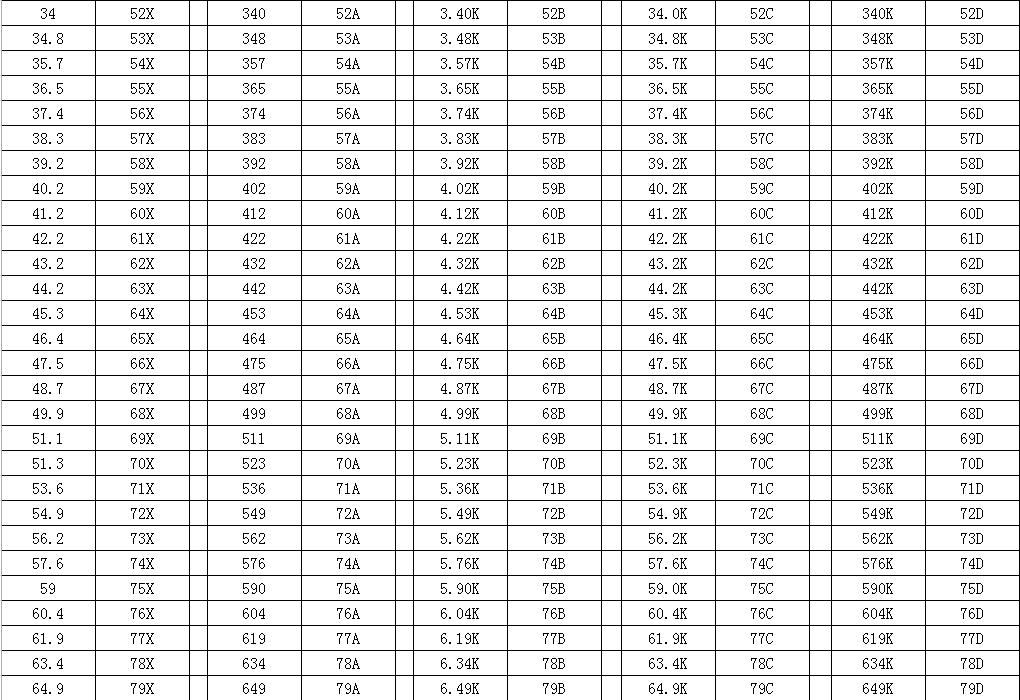 34 52X 340 52A 3.40K 52B 34.0K 52C 340K 52D
34.8 53X 348 53A 3.48K 53B 34.8K 53C 348K 53D
35.7 54X 357 54A 3.57K 54B 35.7K 54C 357K 54D
36.5 55X 365 55A 3.65K 55B 36.5K 55C 365K 55D
37.4 56X 374 56A 3.74K 56B 37.4K 56C 374K 56D
38.3 57X 383 57A 3.83K 57B 38.3K 57C 383K 57D
39.2 58X 392 58A 3.92K 58B 39.2K 58C 392K 58D
40.2 59X 402 59A 4.02K 59B 40.2K 59C 402K 59D
41.2 60X 412 60A 4.12K 60B 41.2K 60C 412K 60D
42.2 61X 422 61A 4.22K 61B 42.2K 61C 422K 61D
43.2 62X 432 62A 4.32K 62B 43.2K 62C 432K 62D
44.2 63X 442 63A 4.42K 63B 44.2K 63C 442K 63D
45.3 64X 453 64A 4.53K 64B 45.3K 64C 453K 64D
46.4 65X 464 65A 4.64K 65B 46.4K 65C 464K 65D
47.5 66X 475 66A 4.75K 66B 47.5K 66C 475K 66D
48.7 67X 487 67A 4.87K 67B 48.7K 67C 487K 67D
49.9 68X 499 68A 4.99K 68B 49.9K 68C 499K 68D
51.1 69X 511 69A 5.11K 69B 51.1K 69C 511K 69D
51.3 70X 523 70A 5.23K 70B 52.3K 70C 523K 70D
53.6 71X 536 71A 5.36K 71B 53.6K 71C 536K 71D
54.9 72X 549 72A 5.49K 72B 54.9K 72C 549K 72D
56.2 73X 562 73A 5.62K 73B 56.2K 73C 562K 73D
57.6 74X 576 74A 5.76K 74B 57.6K 74C 576K 74D
59 75X 590 75A 5.90K 75B 59.0K 75C 590K 75D
60.4 76X 604 76A 6.04K 76B 60.4K 76C 604K 76D
61.9 77X 619 77A 6.19K 77B 61.9K 77C 619K 77D
63.4 78X 634 78A 6.34K 78B 63.4K 78C 634K 78D
64.9 79X 649 79A 6.49K 79B 64.9K 79C 649K 79D